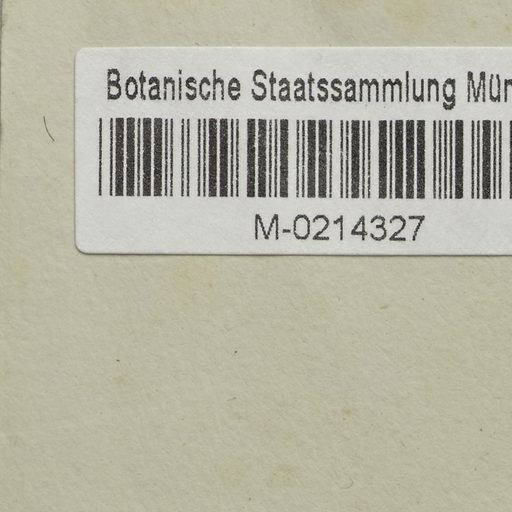 Botanische Staatssammlung Mün
M-0214327